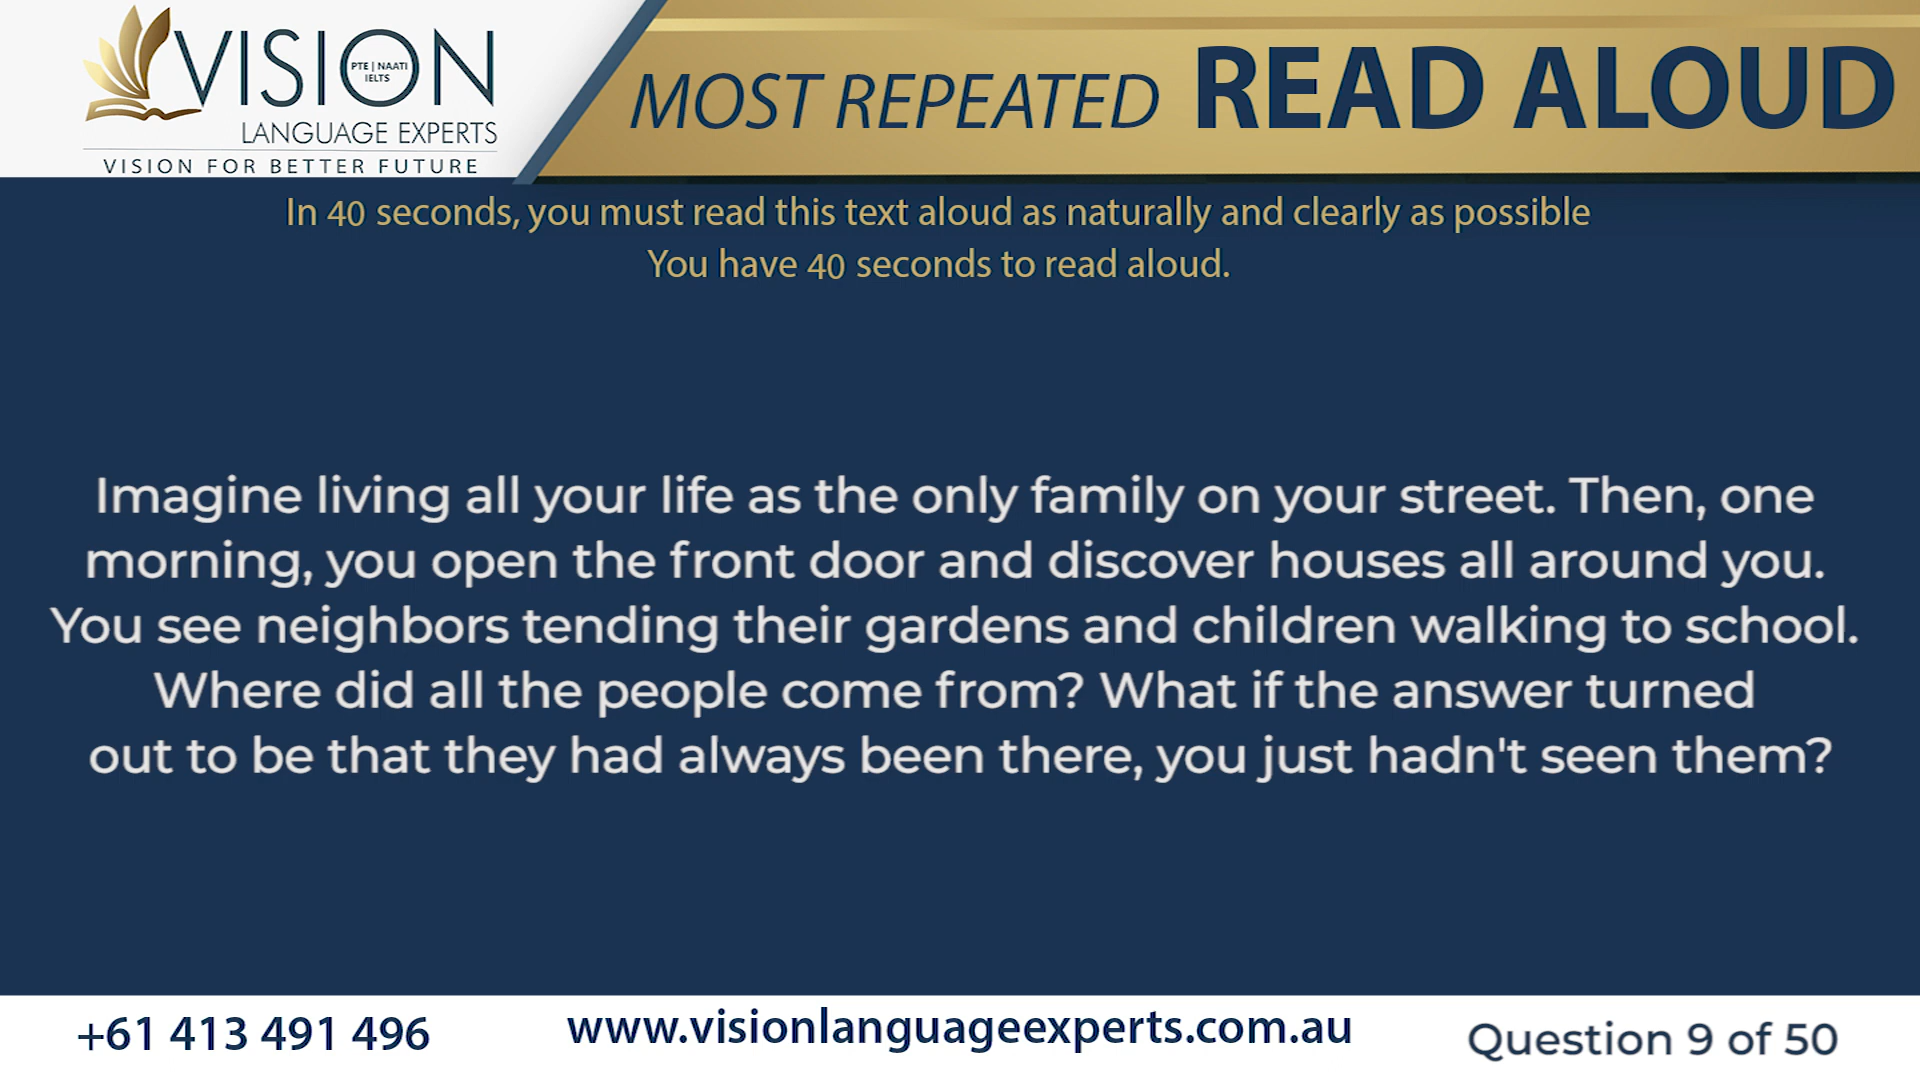 VISION
PTE | NAATI
IELTS
LANGUAGE EXPERTS
VISION FOR BETTER FUTURE
MOST REPEATED READ ALOUD
In 40 seconds, you must read this text aloud as naturally and clearly as possible
You have 40 seconds to read aloud.
Imagine living all your life as the only family on your street. Then, one
morning, you open the front door and discover houses all around you.
You see neighbors tending their gardens and children walking to school.
Where did all the people come from? What if the answer turned
out to be that they had always been there, you just hadn't seen them?
+61 413 491 496
www.visionlanguageexperts.com.au
Question 9 of 50